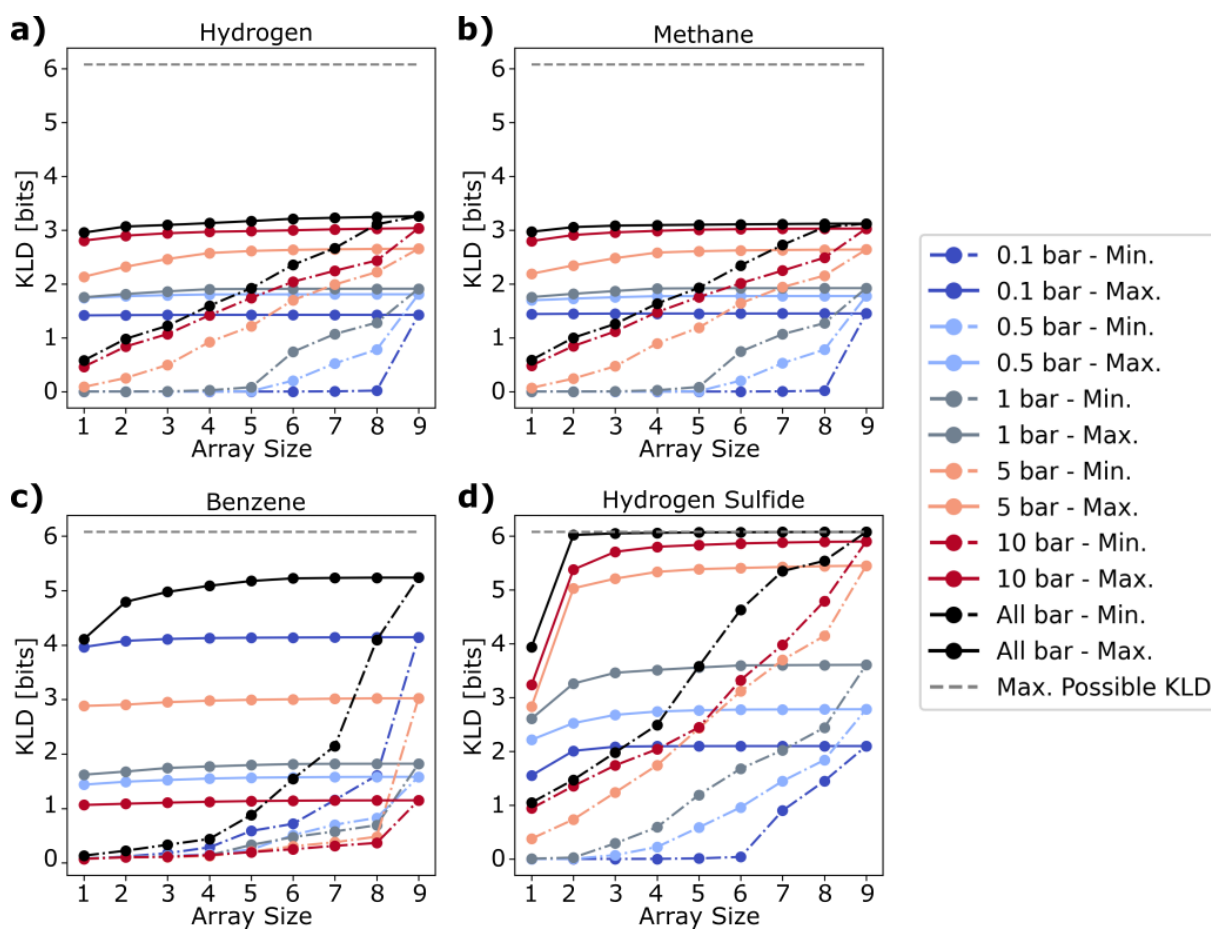 a)
Hydrogen
6
5
4
3
2
1
0
KLD [bits]
1 2 3 4 5 6 7 8 9
Array Size
b)
Methane
6
5
4
3
2
1
0
KLD [bits]
1 2 3 4 5 6 7 8 9
Array Size
c)
Benzene
6
5
4
3
2
1
0
KLD [bits]
1 2 3 4 5 6 7 8 9
Array Size
d)
Hydrogen Sulfide
6
5
4
3
2
1
0
KLD [bits]
1 2 3 4 5 6 7 8 9
Array Size
0.1 bar - Min.
0.1 bar - Max.
0.5 bar - Min.
0.5 bar - Max.
1 bar - Min.
1 bar - Max.
5 bar - Min.
5 bar - Max.
10 bar - Min.
10 bar - Max.
All bar - Min.
All bar - Max.
Max. Possible KLD